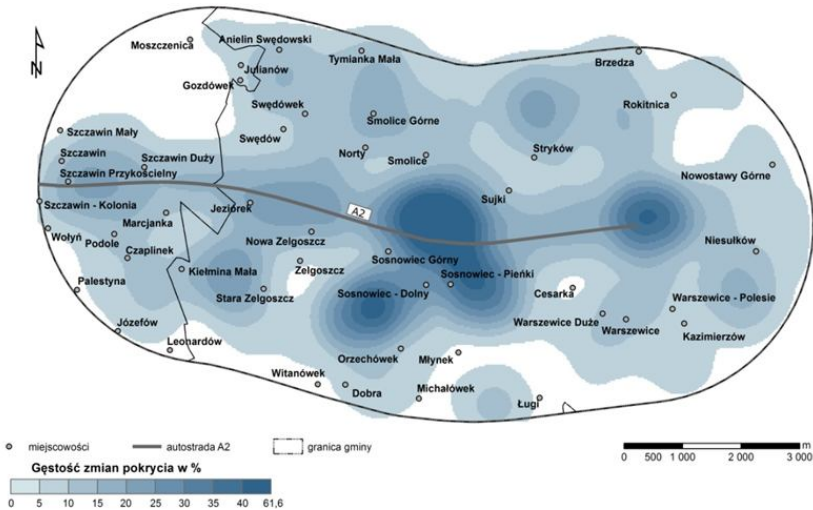 Moszczenica
Anielin Swędowski
Tymianka Mała
Brzedza
Julianów
Gozdówek
Rokitnica
Swędówek
Smolice Górne
Szczawin Mały
Swędów
Szczawin
Szczawin Duży
Norty
Smolice
Stryków
Szczawin Przykościelny
Nowostawy Górne
Sujki
Szczawin - Kolonia
Jeziórek
A2
Marcjanka
Wołyń
Podole
Nowa Zelgoszcz
Niesułków
Czaplinek
Sosnowiec Górny
Kiełmina Mała
Zelgoszcz
Sosnowiec - Pieńki
Palestyna
Stara Zelgoszcz
Sosnowiec - Dolny
Cesarka
Warszewice - Polesie
Józefów
Warszewice Duże
Warszewice
Kazimierzów
Leonardów
Orzechówek
Młynek
Witanówek
Dobra
Michałówek
Ługi
N
miejscowości
autostrada A2
granica gminy
m
0 500 1 000 2 000 3 000
Gęstość zmian pokrycia w %
0 5 10 15 20 25 30 35 40 61,6